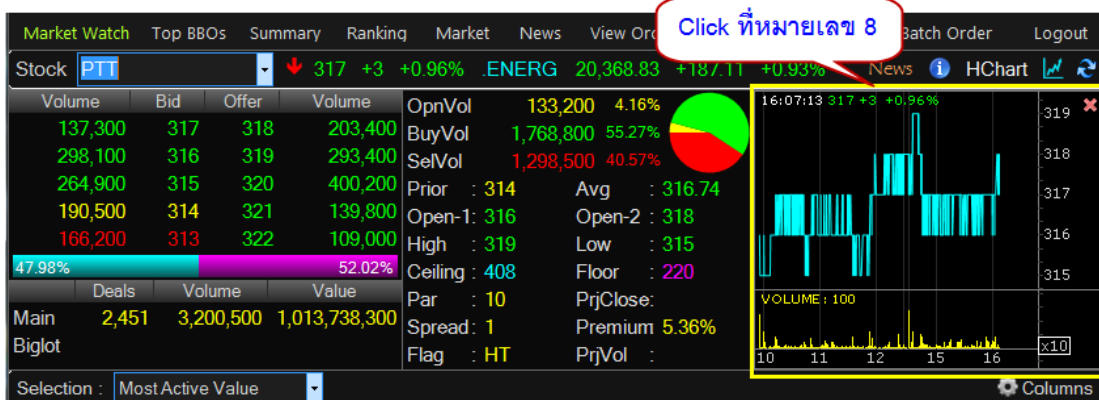 Click ที่หมายเลข 8
Market Watch Top BBOs Summary Ranking Market News View Batch Order Logout
Stock PTT 317 +3 +0.96% .ENERG 20,368.83 +187.11 +0.93% News HChart
Volume Bid Offer Volume
137,300 317 318 203,400
298,100 316 319 293,400
264,900 315 320 400,200
190,500 314 321 139,800
166,200 313 322 109,000
47.98% 52.02%
Deals Volume Value
Main 2,451 3,200,500 1,013,738,300
Biglot
OpnVol 133,200 4.16%
BuyVol 1,768,800 55.27%
SelVol 1,298,500 40.57%
Prior : 314 Avg : 316.74
Open-1: 316 Open-2 : 318
High : 319 Low : 315
Ceiling : 408 Floor : 220
Par : 10 PrjClose:
Spread : 1 Premium 5.36%
Flag : HT PrjVol :
16:07:13 317 +3 +0.96%
319
318
317
316
315
VOLUME : 100
x10
10 11 12 15 16
Selection : Most Active Value Columns